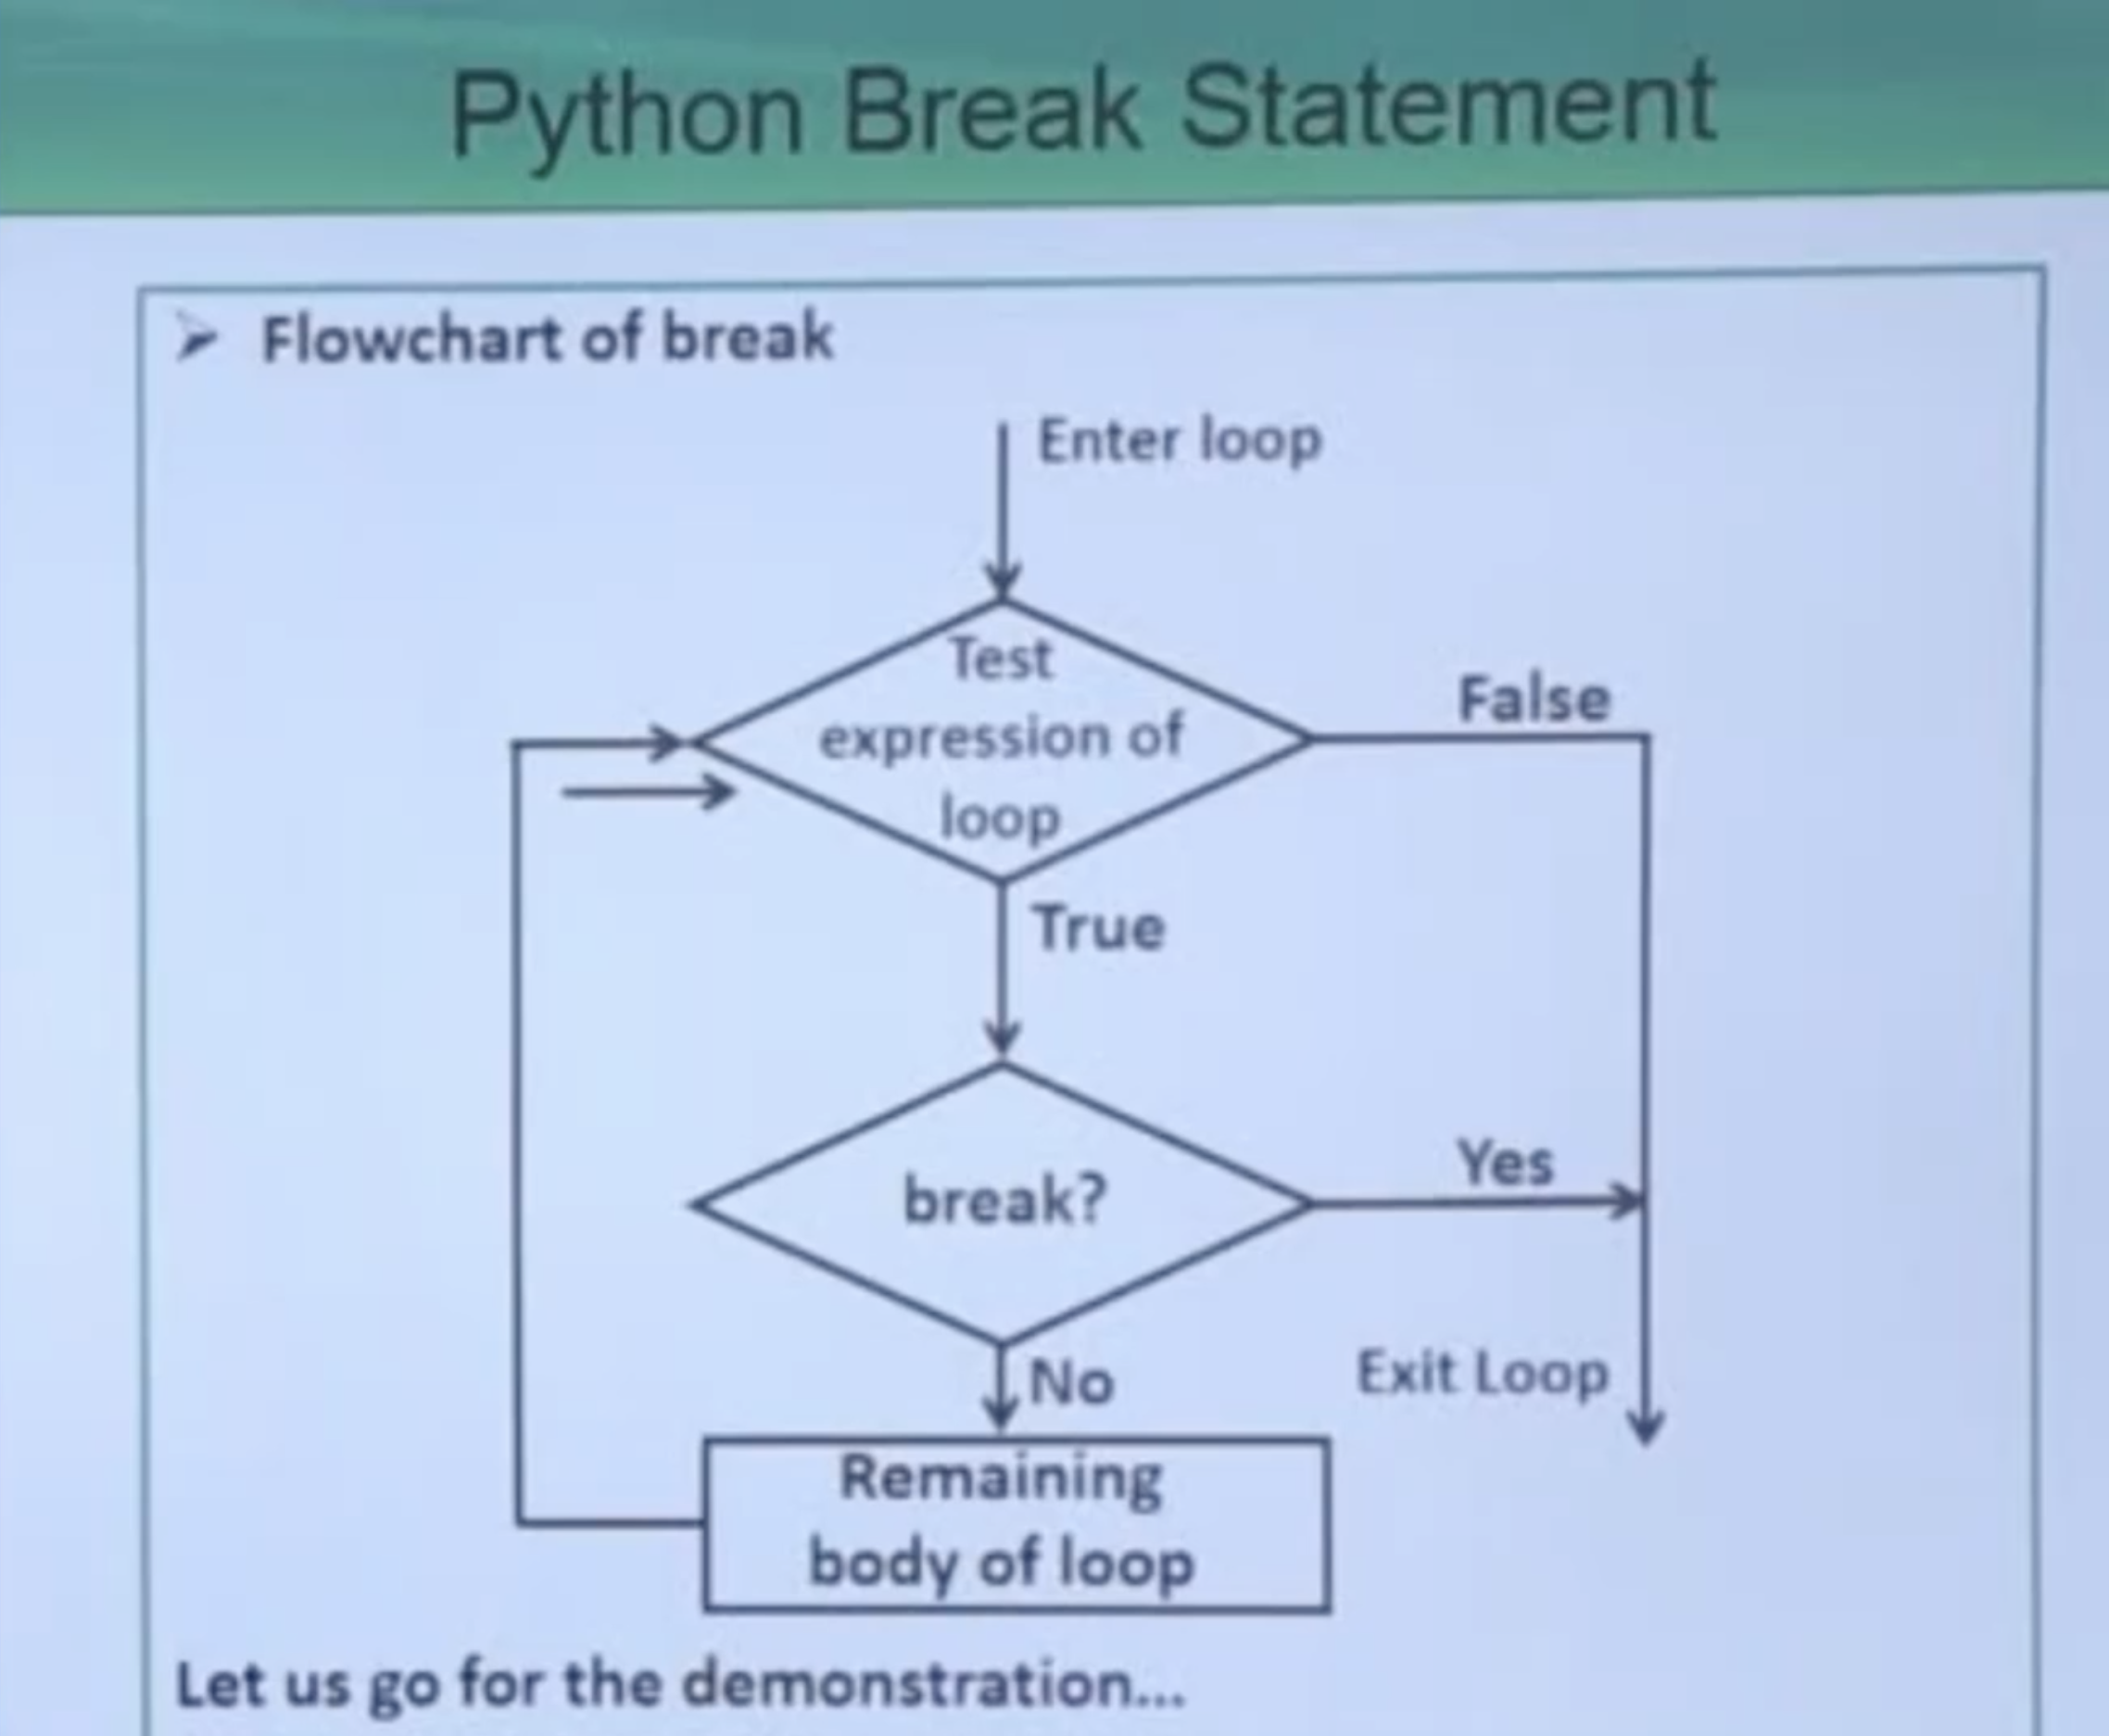 Python Break Statement
Flowchart of break
Enter loop
Test
expression of
loop
False
True
break?
Yes
No
Exit Loop
Remaining
body of loop
Let us go for the demonstration...